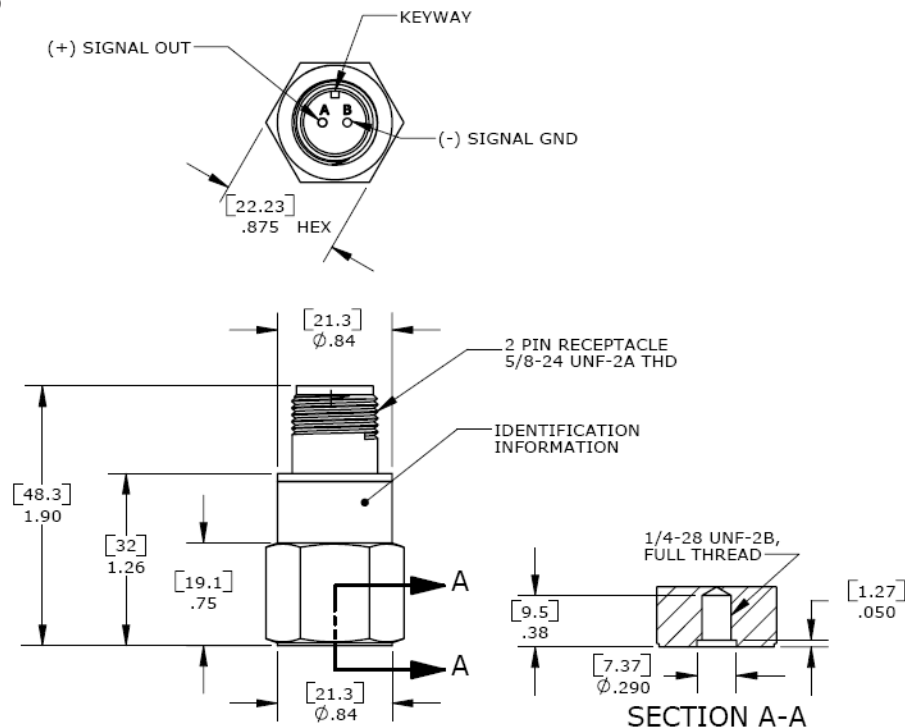 KEYWAY
(+) SIGNAL OUT
A B
(-) SIGNAL GND
[22.23]
.875 HEX
[21.3]
Ø.84
2 PIN RECEPTACLE
5/8-24 UNF-2A THD
IDENTIFICATION
INFORMATION
[48.3]
1.90
[32]
1.26
[19.1]
.75
A
A
[21.3]
Ø.84
1/4-28 UNF-2B,
FULL THREAD
[9.5]
.38
[1.27]
.050
[7.37]
Ø.290
SECTION A-A